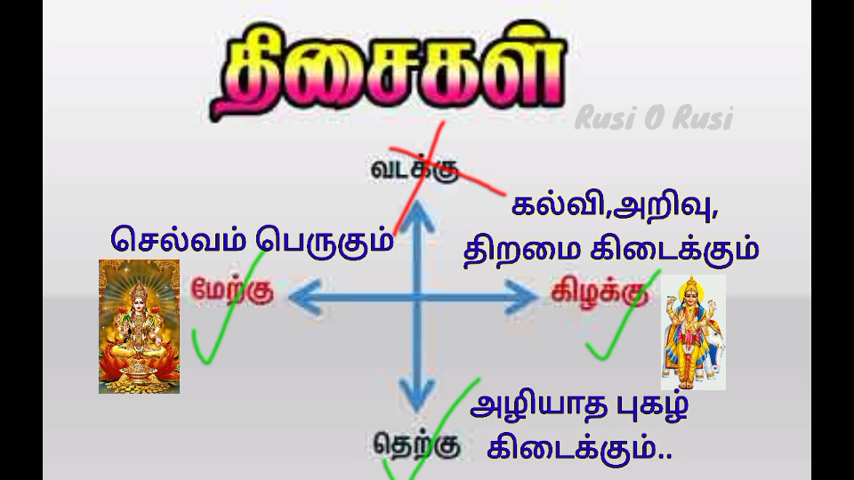 திசைகள்
Rusi O Rusi
வடக்கு
கல்வி,அறிவு,
திறமை கிடைக்கும்
செல்வம் பெருகும்
மேற்கு
கிழக்கு
அழியாத புகழ்
கிடைக்கும்..
தெற்கு